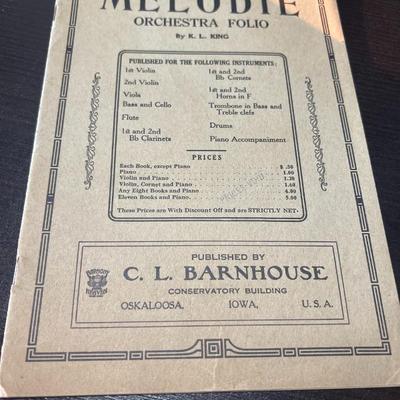 MELODIE
ORCHESTRA FOLIO
By K. L. KING
PUBLISHED FOR THE FOLLOWING INSTRUMENTS:
1st Violin
2nd Violin
Viola
Bass and Cello
Flute
1st and 2nd
Bb Clarinets
1st and 2nd
Bb Cornets
1st and 2nd
Horns in F
Trombone in Bass and
Treble clefs
Drums
Piano Accompaniment
PRICES
Each Book, except Piano $ .50
Piano 1.00
Violin and Piano 1.30
Violin, Cornet and Piano 1.60
Any Eight Books and Piano 4.00
Eleven Books and Piano 5.00
These Prices are With Discount Off and are STRICTLY NET.
PUBLISHED BY
C. L. BARNHOUSE
CONSERVATORY BUILDING
OSKALOOSA, IOWA, U. S. A.